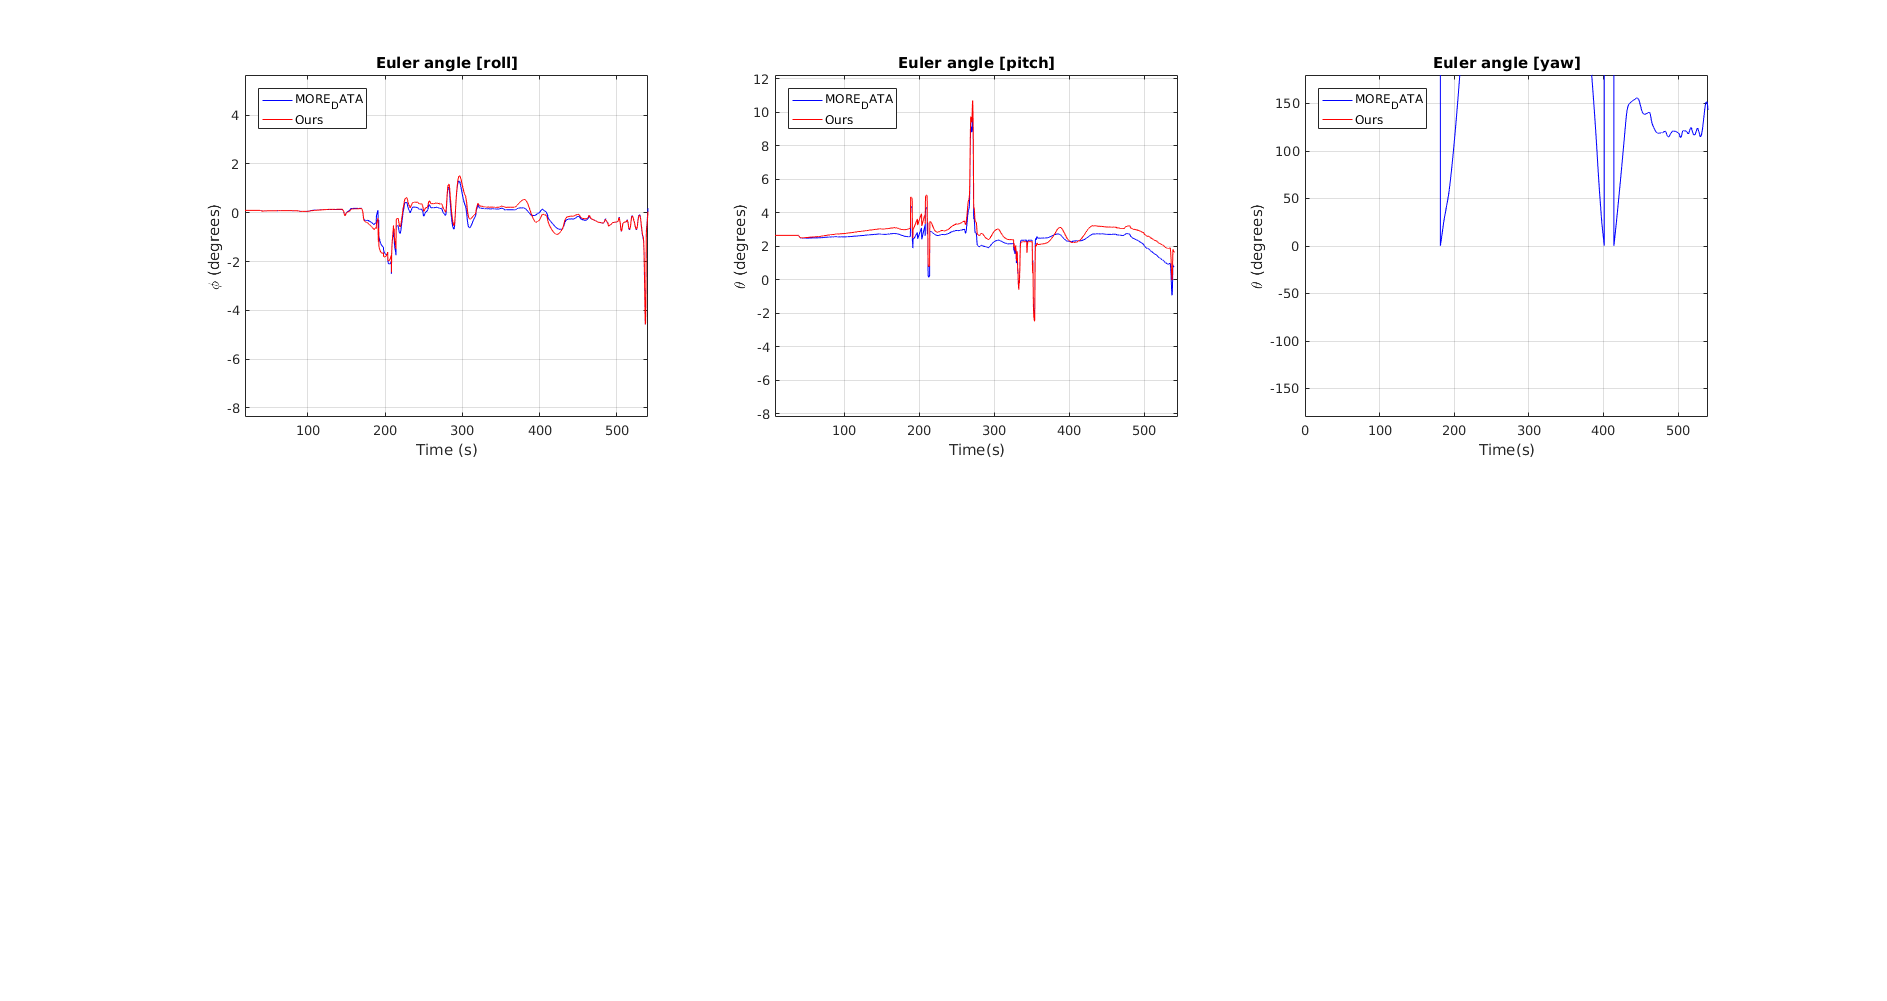 Euler angle [roll]
MORE_DATA
Ours
4
2
0
-2
-4
-6
-8
ϕ (degrees)
100
200
300
400
500
Time (s)
Euler angle [pitch]
MORE_DATA
Ours
12
10
8
6
4
2
0
-2
-4
-6
-8
θ (degrees)
100
200
300
400
500
Time(s)
Euler angle [yaw]
MORE_DATA
Ours
150
100
50
0
-50
-100
-150
θ (degrees)
0
100
200
300
400
500
Time(s)